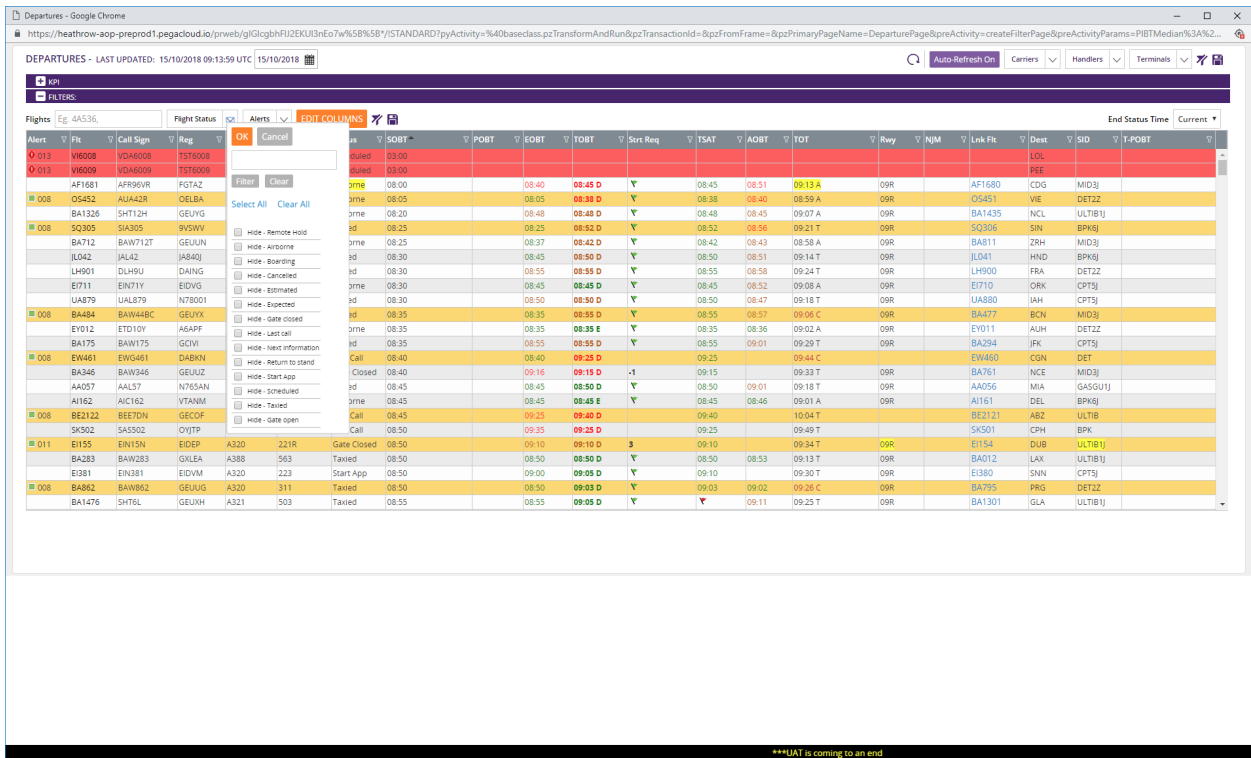 Departures - Google Chrome
https://heathrow-aop-preprod1.pegacloud.io/prweb/gIGlcgbhFIJ2EKUI3nEo7w%5B%5B*/!STANDARD?pyActivity=%40baseclass.pzTransformAndRun&pzTransactionId=&pzFromFrame=&pzPrimaryPageName=DeparturePage&preActivity=createFilterPage&preActivityParams=PIBTMedian%3A%2...
DEPARTURES - LAST UPDATED: 15/10/2018 09:13:59 UTC 15/10/2018 Auto-Refresh On Carriers Handlers Terminals
KPI
FILTERS:
Flights Eg. 4A536, Flight Status Alerts EDIT COLUMNS End Status Time Current
Alert Flt Call Sign Reg us SOBT POBT EOBT TOBT Strt Req TSAT AOBT TOT Rwy NJM Lnk Flt Dest SID T-POBT
OK Cancel
Filter Clear
Select All Clear All
Hide - Remote Hold
Hide - Airborne
Hide - Boarding
Hide - Cancelled
Hide - Estimated
Hide - Expected
Hide - Gate closed
Hide - Last call
Hide - Next information
Hide - Return to stand
Hide - Start App
Hide - Scheduled
Hide - Taxied
Hide - Gate open
013 VI6008 VDA6008 TST6008 duled 03:00 LOL
013 VI6009 VDA6009 TST6009 duled 03:00 PEE
AF1681 AFR96VR FGTAZ orne 08:00 08:40 08:45 D 08:45 08:51 09:13 A 09R AF1680 CDG MID3J
008 OS452 AUA42R OELBA orne 08:05 08:05 08:38 D 08:38 08:40 08:59 A 09R OS451 VIE DET2Z
BA1326 SHT12H GEUYG orne 08:20 08:48 08:48 D 08:48 08:45 09:07 A 09R BA1435 NCL ULTIB1J
008 SQ305 SIA305 9VSWV ed 08:25 08:25 08:52 D 08:52 08:56 09:21 T 09R SQ306 SIN BPK6J
BA712 BAW712T GEUUN orne 08:25 08:37 08:42 D 08:42 08:43 08:58 A 09R BA811 ZRH MID3J
JL042 JAL42 JA840J ed 08:30 08:45 08:50 D 08:50 08:51 09:14 T 09R JL041 HND BPK6J
LH901 DLH9U DAING ed 08:30 08:55 08:55 D 08:55 08:58 09:24 T 09R LH900 FRA DET2Z
EI711 EIN71Y EIDVG orne 08:30 08:45 08:45 D 08:45 08:52 09:08 A 09R EI710 ORK CPT5J
UA879 UAL879 N78001 ed 08:30 08:50 08:50 D 08:50 08:47 09:18 T 09R UA880 IAH CPT5J
008 BA484 BAW44BC GEUYX ed 08:35 08:35 08:55 D 08:55 08:57 09:06 C 09R BA477 BCN MID3J
EY012 ETD10Y A6APF orne 08:35 08:35 08:35 E 08:35 08:36 09:02 A 09R EY011 AUH DET2Z
BA175 BAW175 GCIVI ed 08:35 08:55 08:55 D 08:55 09:01 09:29 T 09R BA294 JFK CPT5J
008 EW461 EWG461 DABKN Call 08:40 08:40 09:25 D 09:25 09:44 C 09R EW460 CGN DET
BA346 BAW346 GEUUZ Closed 08:40 09:16 09:15 D -1 09:15 09:33 T 09R BA761 NCE MID3J
AA057 AAL57 N765AN ed 08:45 08:45 08:50 D 08:50 09:01 09:18 T 09R AA056 MIA GASGU1J
AI162 AIC162 VTANM orne 08:45 08:45 08:45 E 08:45 08:46 09:01 A 09R AI161 DEL BPK6J
008 BE2122 BEE7DN GECOF Call 08:45 09:25 09:40 D 09:40 10:04 T 09R BE2121 ABZ ULTIB
SK502 SAS502 OYJTP Call 08:50 09:35 09:25 D 09:25 09:49 T 09R SK501 CPH BPK
011 EI155 EIN15N EIDEP A320 221R Gate Closed 08:50 09:10 09:10 D 3 09:10 09:34 T 09R EI154 DUB ULTIB1J
BA283 BAW283 GXLEA A388 563 Taxied 08:50 08:50 08:50 D 08:50 08:53 09:13 T 09R BA012 LAX ULTIB1J
EI381 EIN381 EIDVM A320 223 Start App 08:50 09:00 09:05 D 09:10 09:30 T 09R EI380 SNN CPT5J
008 BA862 BAW862 GEUUG A320 311 Taxied 08:50 08:50 09:03 D 09:03 09:02 09:26 C 09R BA795 PRG DET2Z
BA1476 SHT6L GEUXH A321 503 Taxied 08:55 08:55 09:05 D 09:11 09:25 T 09R BA1301 GLA ULTIB1J
***UAT is coming to an end